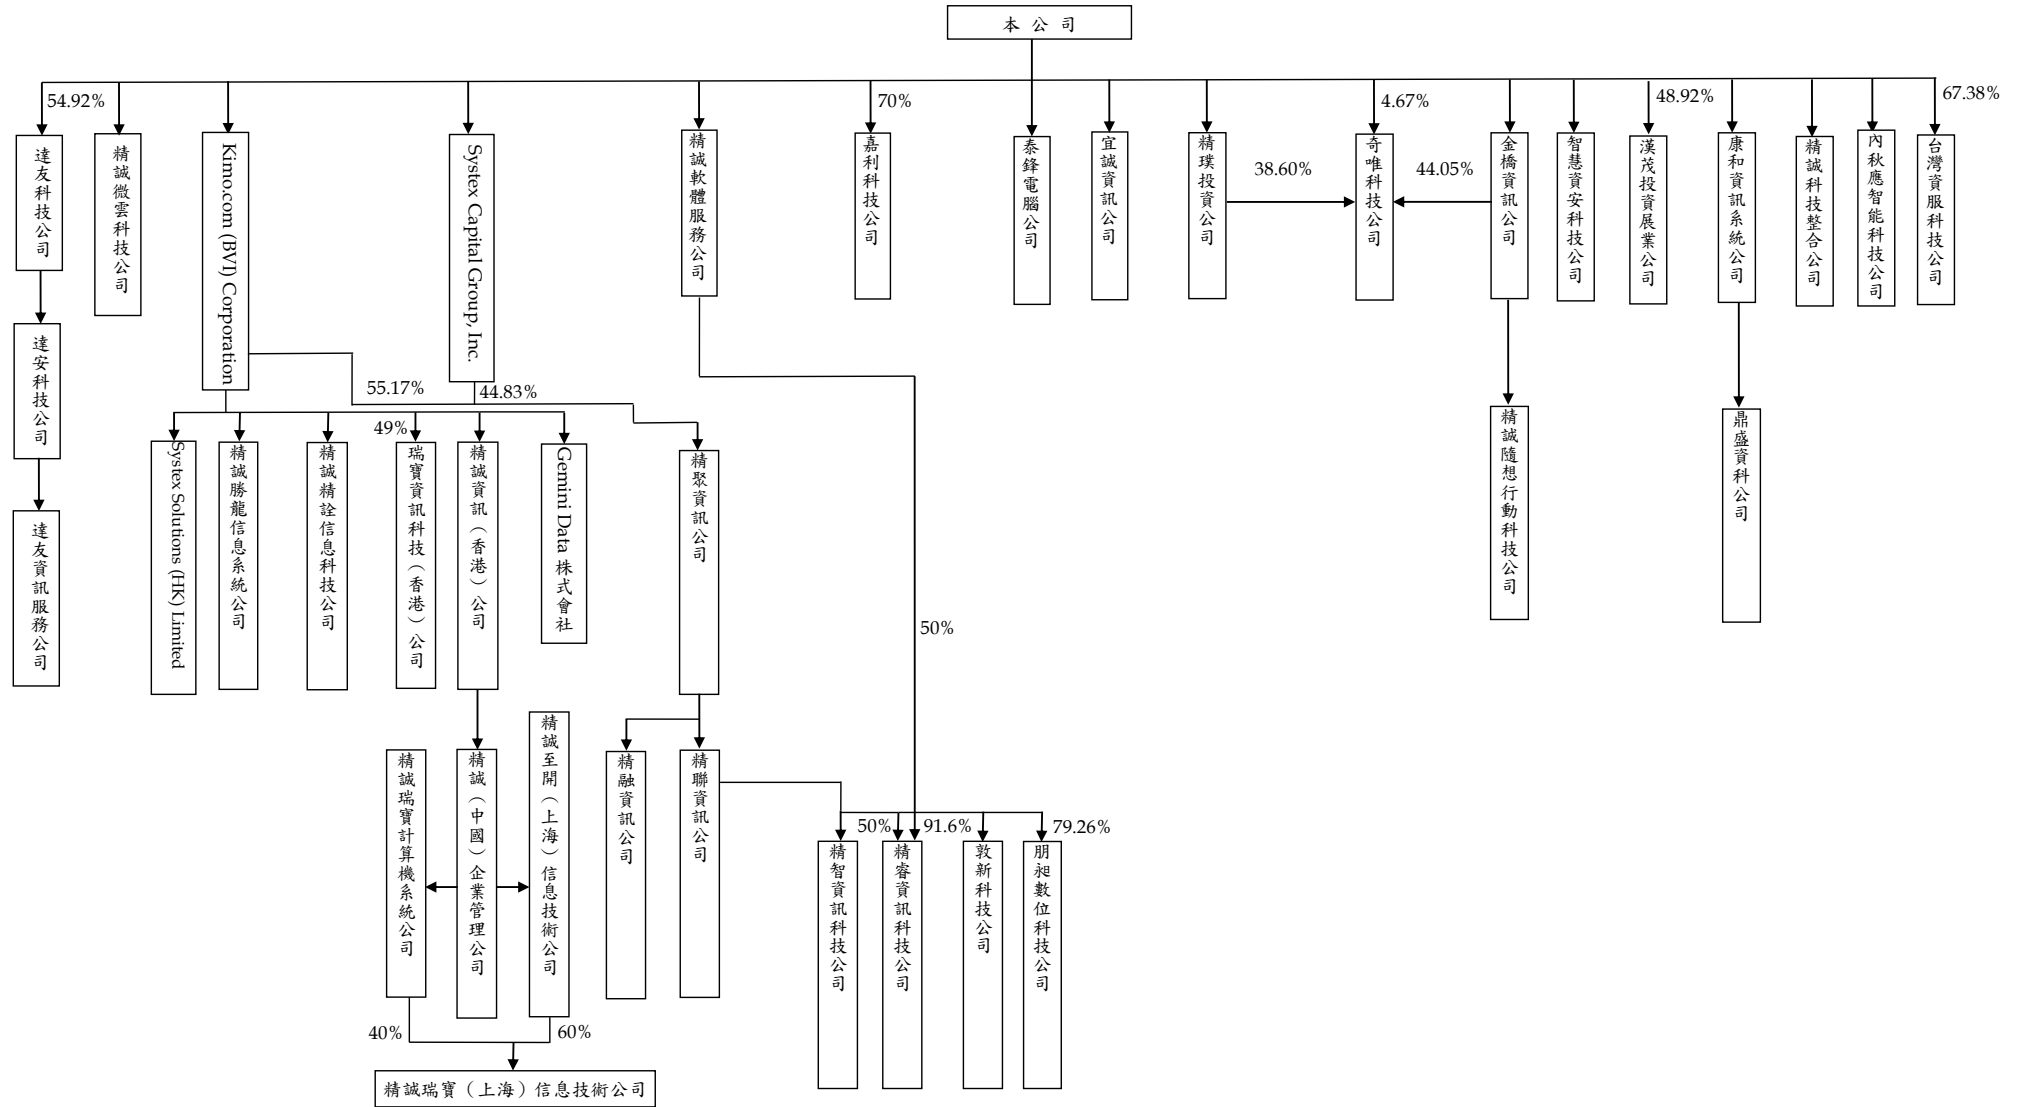 本公司
54.92%
70%
4.67%
48.92%
67.38%
達友科技公司
精誠微雲科技公司
Kimo.com (BVI) Corporation
Systex Capital Group, Inc.
精誠軟體服務公司
嘉利科技公司
泰鋒電腦公司
宜誠資訊公司
精璞投資公司
38.60%
奇唯科技公司
44.05%
金橋資訊公司
智慧資安科技公司
漢茂投資展業公司
康和資訊系統公司
精誠科技整合公司
內秋應智能科技公司
台灣資服科技公司
達安科技公司
55.17%
44.83%
49%
達友資訊服務公司
Systex Solutions (HK) Limited
精誠勝龍信息系統公司
精誠精詮信息科技公司
瑞寶資訊科技（香港）公司
精誠資訊（香港）公司
Gemini Data 株式會社
精聚資訊公司
精誠隨想行動科技公司
鼎盛資科公司
50%
精誠瑞寶計算機系統公司
精誠（中國）企業管理公司
精誠至開（上海）信息技術公司
精融資訊公司
精聯資訊公司
50%
91.6%
79.26%
精智資訊科技公司
精睿資訊科技公司
敦新科技公司
朋昶數位科技公司
40%
60%
精誠瑞寶（上海）信息技術公司